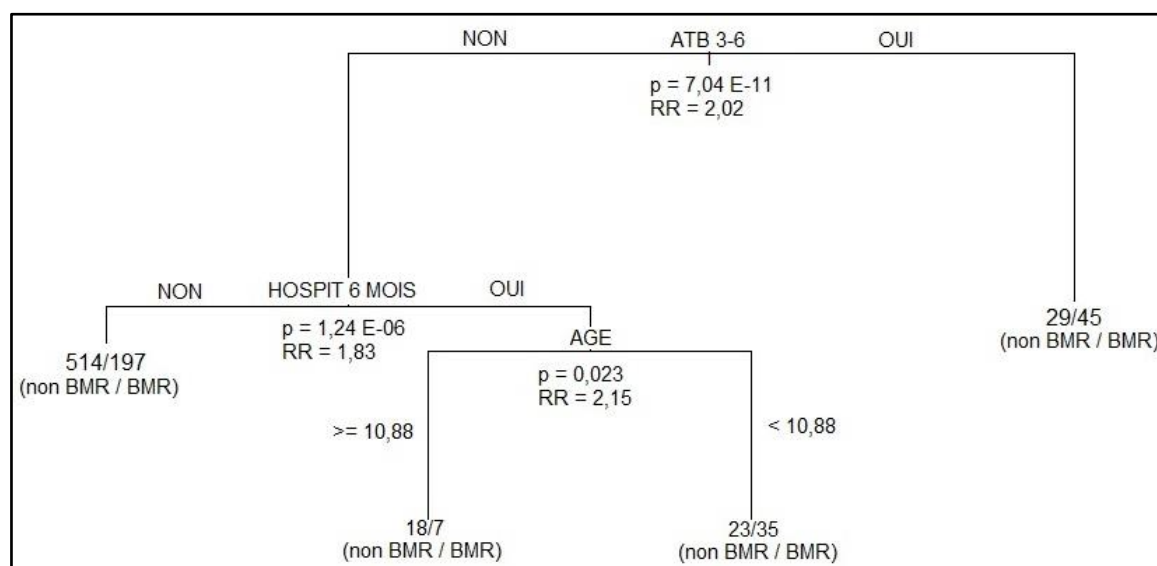 NON ATB 3-6 OUI
p = 7,04 E-11
RR = 2,02
NON HOSPIT 6 MOIS OUI
p = 1,24 E-06
RR = 1,83
514/197
(non BMR / BMR)
AGE
p = 0,023
RR = 2,15
29/45
(non BMR / BMR)
>= 10,88
< 10,88
18/7
(non BMR / BMR)
23/35
(non BMR / BMR)